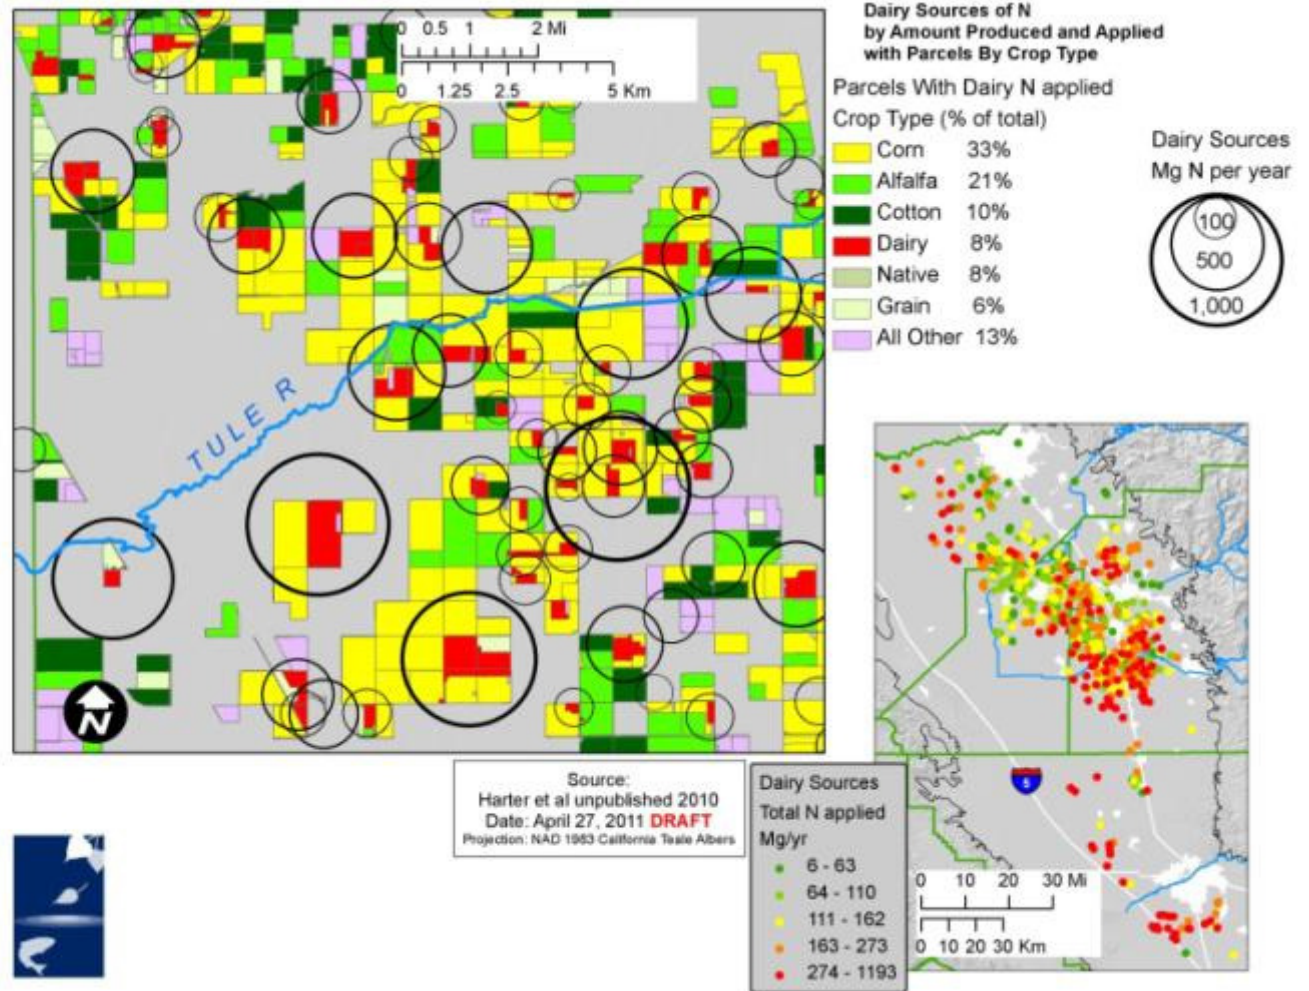 Dairy Sources of N
by Amount Produced and Applied
with Parcels By Crop Type
0 0.5 1 2 Mi
0 1.25 2.5 5 Km
Parcels With Dairy N applied
Crop Type (% of total)
Corn 33%
Alfalfa 21%
Cotton 10%
Dairy 8%
Native 8%
Grain 6%
All Other 13%
Dairy Sources
Mg N per year
100
500
1,000
TULE R
N
Source:
Harter et al unpublished 2010
Date: April 27, 2011 DRAFT
Projection: NAD 1983 California Teale Albers
Dairy Sources
Total N applied
Mg/yr
6 - 63
64 - 110
111 - 162
163 - 273
274 - 1193
5
0 10 20 30 Mi
0 10 20 30 Km